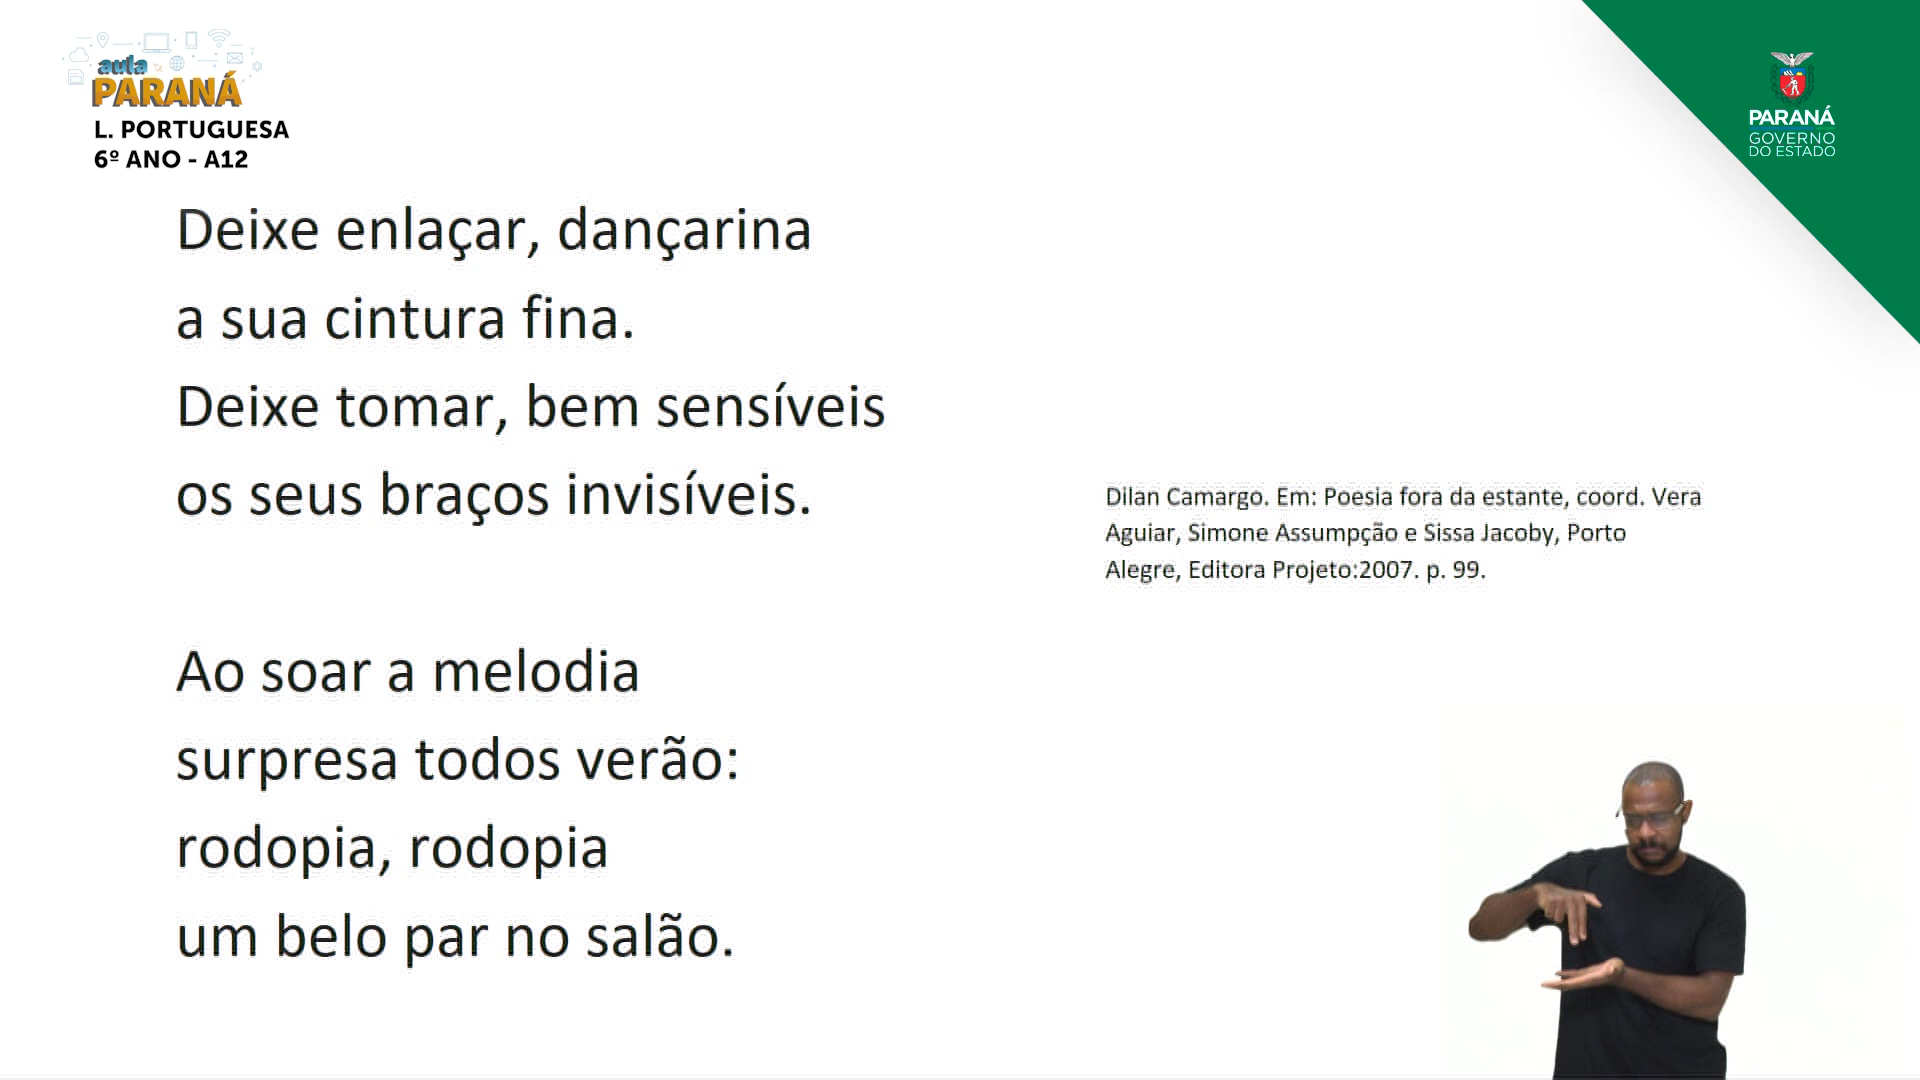 aula
PARANÁ
L. PORTUGUESA
6º ANO - A12
PARANÁ
GOVERNO
DO ESTADO
Deixe enlaçar, dançarina
a sua cintura fina.
Deixe tomar, bem sensíveis
os seus braços invisíveis.
Ao soar a melodia
surpresa todos verão:
rodopia, rodopia
um belo par no salão.
Dilan Camargo. Em: Poesia fora da estante, coord. Vera
Aguiar, Simone Assumpção e Sissa Jacoby, Porto
Alegre, Editora Projeto:2007. p. 99.